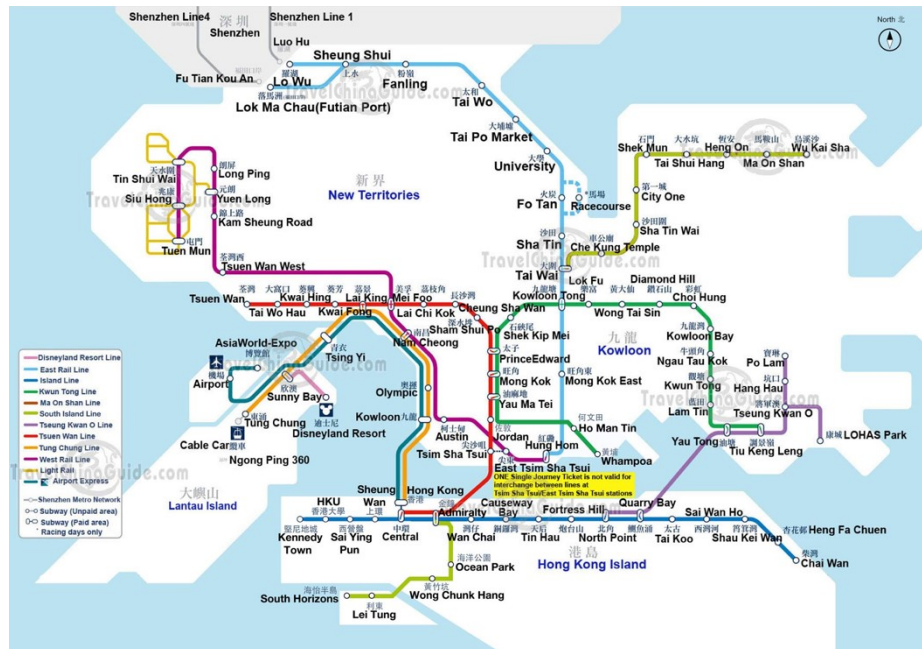 Shenzhen Line4
深圳
Shenzhen
Shenzhen Line 1
North 北
Luo Hu
Fu Tian Kou An
羅湖
Lo Wu
Sheung Shui
上水
粉嶺
Fanling
落馬洲
Lok Ma Chau(Futian Port)
太和
Tai Wo
大埔墟
Tai Po Market
大學
University
火炭
Fo Tan
*馬場
Racecourse
沙田
Sha Tin
大圍
Tai Wai
石門
Shek Mun
大水坑
Tai Shui Hang
恆安
Heng On
馬鞍山
Ma On Shan
烏溪沙
Wu Kai Sha
第一城
City One
沙田圍
Sha Tin Wai
車公廟
Che Kung Temple
新界
New Territories
TravelChinaGuide.com
天水圍
Tin Shui Wai
朗屏
Long Ping
兆康
Siu Hong
元朗
Yuen Long
錦上路
Kam Sheung Road
屯門
Tuen Mun
荃灣西
Tsuen Wan West
荃灣
Tsuen Wan
大窩口
Tai Wo Hau
葵興
Kwai Hing
葵芳
Kwai Fong
荔景
Lai King
美孚
Mei Foo
荔枝角
Lai Chi Kok
長沙灣
Cheung Sha Wan
深水埗
Sham Shui Po
石硤尾
Shek Kip Mei
九龍塘
Kowloon Tong
樂富
Lok Fu
黃大仙
Wong Tai Sin
鑽石山
Diamond Hill
彩虹
Choi Hung
九龍灣
Kowloon Bay
牛頭角
Ngau Tau Kok
觀塘
Kwun Tong
藍田
Lam Tin
油塘
Yau Tong
調景嶺
Tiu Keng Leng
寶琳
Po Lam
坑口
Hang Hau
將軍澳
Tseung Kwan O
康城
LOHAS Park
九龍
Kowloon
太子
PrinceEdward
旺角
Mong Kok
旺角東
Mong Kok East
油麻地
Yau Ma Tei
何文田
Ho Man Tin
黃埔
Whampoa
佐敦
Jordan
紅磡
Hung Hom
柯士甸
Austin
尖沙咀
Tsim Sha Tsui
尖東
East Tsim Sha Tsui
ONE Single Journey Ticket is not valid for
interchange between lines at
Tsim Sha Tsui/East Tsim Sha Tsui stations
南昌
Nam Cheong
奧運
Olympic
Kowloon 九龍
青衣
Tsing Yi
AsiaWorld-Expo
博覽館
機場
Airport
欣澳
Sunny Bay
迪士尼
Disneyland Resort
東涌
Tung Chung
Cable Car 纜車
Ngong Ping 360
大嶼山
Lantau Island
Disneyland Resort Line
East Rail Line
Island Line
Kwun Tong Line
Ma On Shan Line
South Island Line
Tseung Kwan O Line
Tsuen Wan Line
Tung Chung Line
West Rail Line
Light Rail
Airport Express
Shenzhen Metro Network
Subway (Unpaid area)
Subway (Paid area)
* Racing days only
堅尼地城
Kennedy Town
HKU
香港大學
西營盤
Sai Ying Pun
Sheung Wan
上環
Hong Kong
香港
中環
Central
金鐘
Admiralty
灣仔
Wan Chai
Causeway Bay
銅鑼灣
天后
Tin Hau
炮台山
Fortress Hill
北角
North Point
Quarry Bay
鰂魚涌
太古
Tai Koo
西灣河
Sai Wan Ho
筲箕灣
Shau Kei Wan
杏花邨
Heng Fa Chuen
柴灣
Chai Wan
港島
Hong Kong Island
海洋公園
Ocean Park
黃竹坑
Wong Chunk Hang
利東
Lei Tung
海怡半島
South Horizons